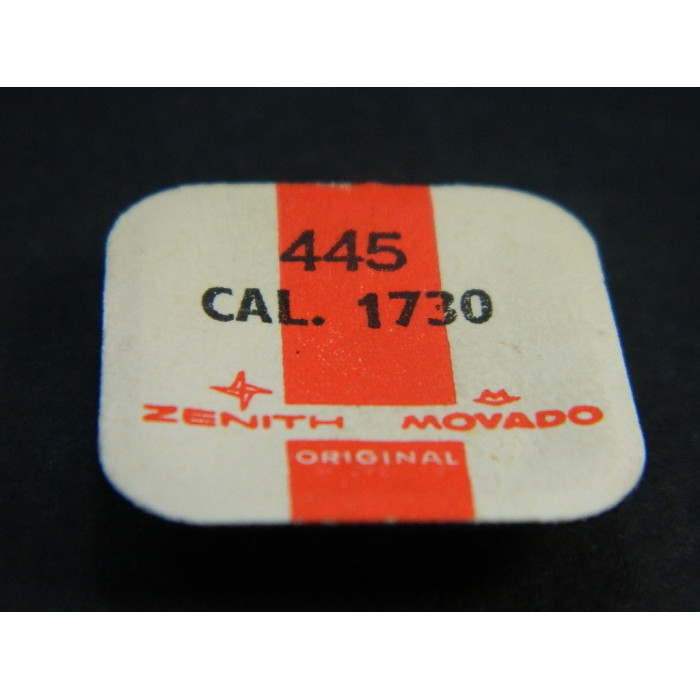 445
CAL. 1730
ZENITH MOVADO
ORIGINAL